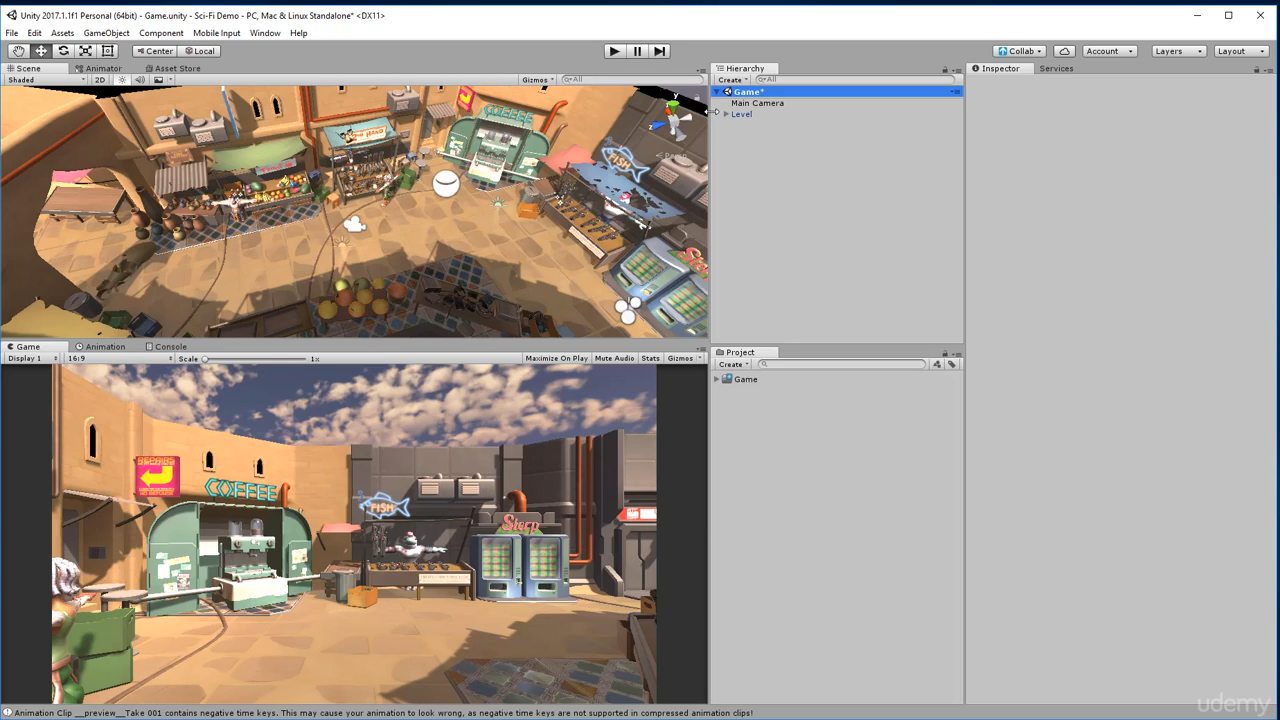 Unity 2017.1.1f1 Personal (64bit) - Game.unity - Sci-Fi Demo - PC, Mac & Linux Standalone* <DX11>
File Edit Assets GameObject Component Mobile Input Window Help
Center Local Collab Account Layers Layout
Scene Animator Asset Store
Shaded 2D Gizmos All
Hierarchy
Create All
Game*
Main Camera
Level
Inspector Services
y
z
Persp
COFFEE
FISH
Game Animation Console
Display 1 16:9 Scale 1x Maximize On Play Mute Audio Stats Gizmos
Project
Create
Game
REPAIRS
COFFEE
FISH
Sleep
Animation Clip __preview__Take 001 contains negative time keys. This may cause your animation to look wrong, as negative time keys are not supported in compressed animation clips!
udemy